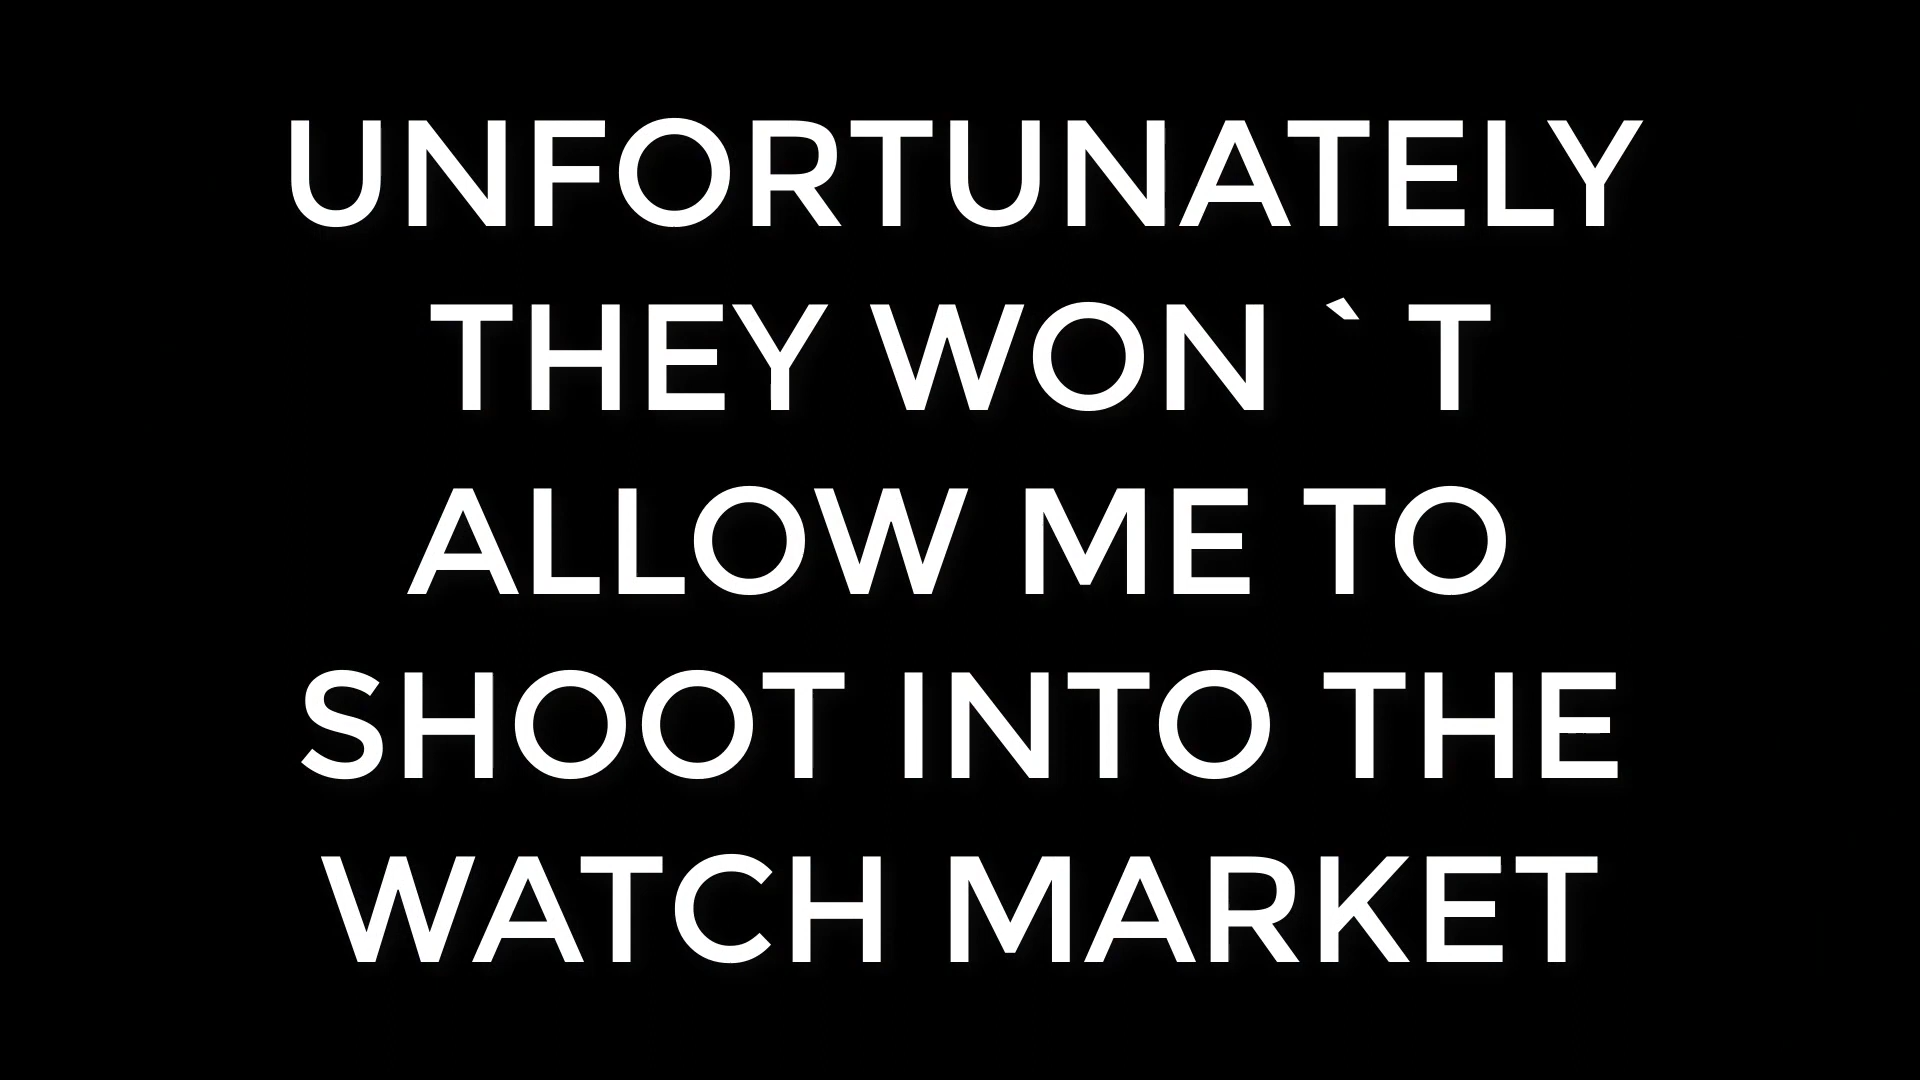 UNFORTUNATELY
THEY WON ` T
ALLOW ME TO
SHOOT INTO THE
WATCH MARKET